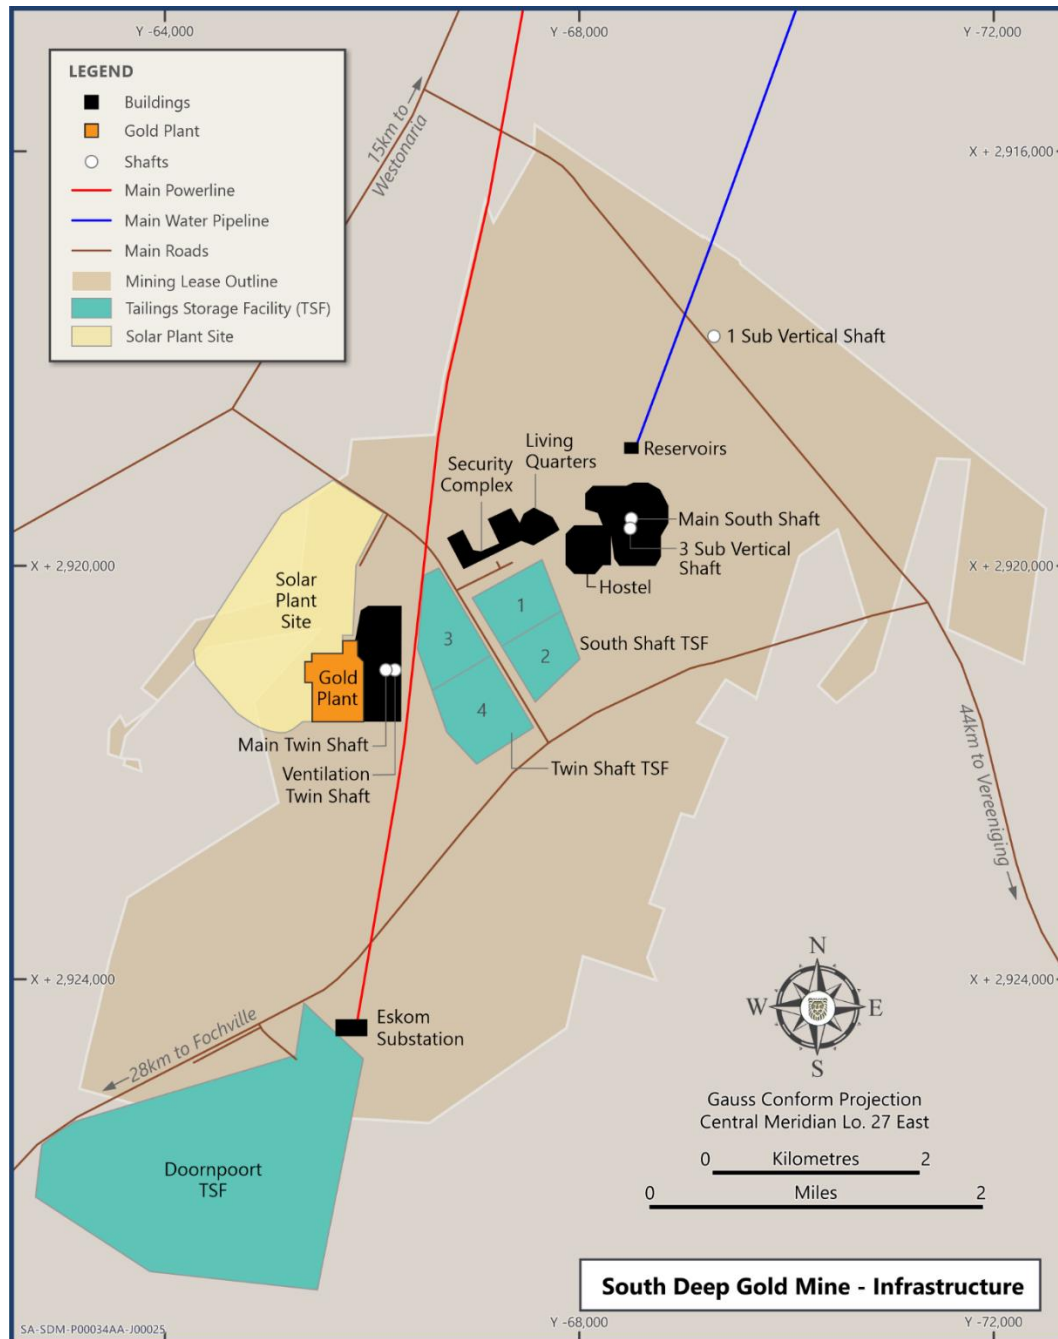 Y -64,000
Y -68,000
Y -72,000
LEGEND
Buildings
Gold Plant
Shafts
Main Powerline
Main Water Pipeline
Main Roads
Mining Lease Outline
Tailings Storage Facility (TSF)
Solar Plant Site
15km to
Westonaria
X + 2,916,000
1 Sub Vertical Shaft
Living
Quarters
Security
Complex
Reservoirs
Main South Shaft
3 Sub Vertical
Shaft
Hostel
X + 2,920,000
X + 2,920,000
Solar
Plant
Site
1
2
3
4
South Shaft TSF
Gold
Plant
Main Twin Shaft
Ventilation
Twin Shaft
Twin Shaft TSF
44km to Vereeniging
X + 2,924,000
X + 2,924,000
Eskom
Substation
28km to Fochville
Doornpoort
TSF
N
W
E
S
Gauss Conform Projection
Central Meridian Lo. 27 East
0 Kilometres 2
0 Miles 2
South Deep Gold Mine - Infrastructure
SA-SDM-P00034AA-J00025
Y -68,000
Y -72,000